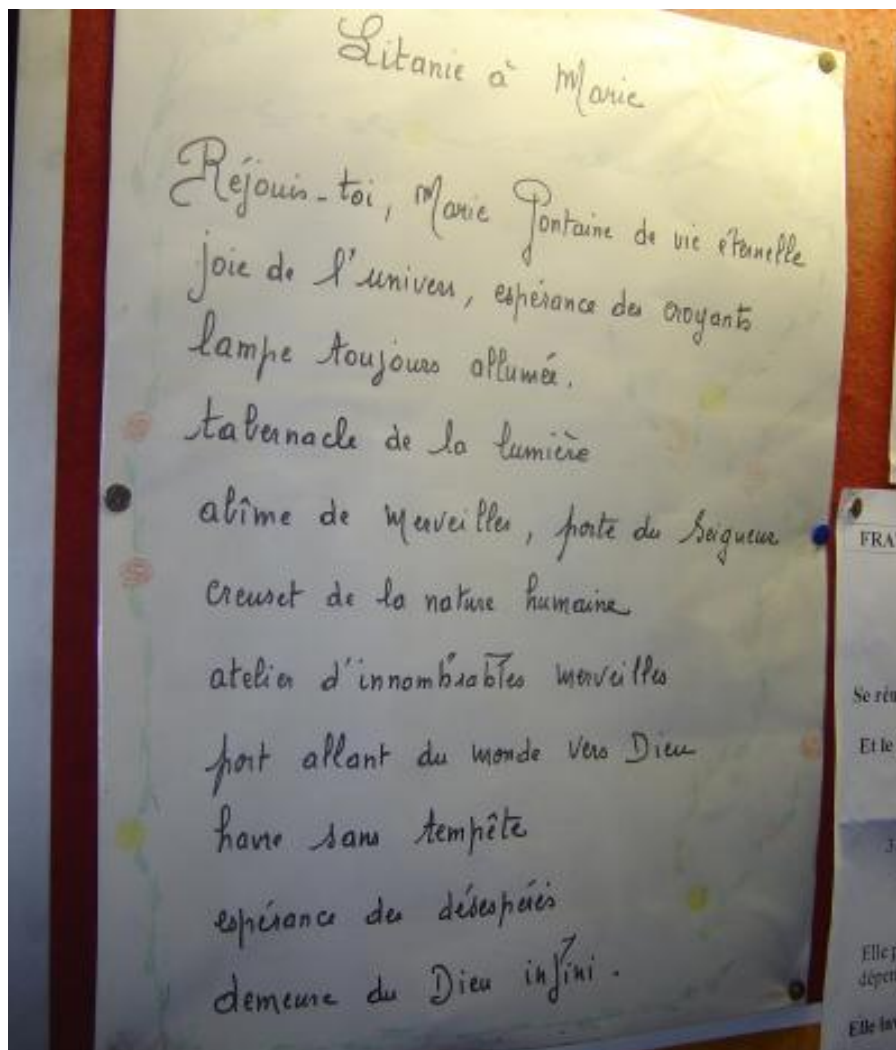 Litanie à Marie
Réjouis-toi, Marie Fontaine de vie éternelle
joie de l'univers, espérance des croyants
lampe toujours allumée.
tabernacle de la lumière
abîme de merveilles, porte du Seigneur
creuset de la nature humaine
atelier d'innombrables merveilles
port allant du monde vers Dieu
havre sans tempête
espérance des désespérés
demeure du Dieu infini.
FRA
Se réu
Et le
3
Elle p
dépen
Elle